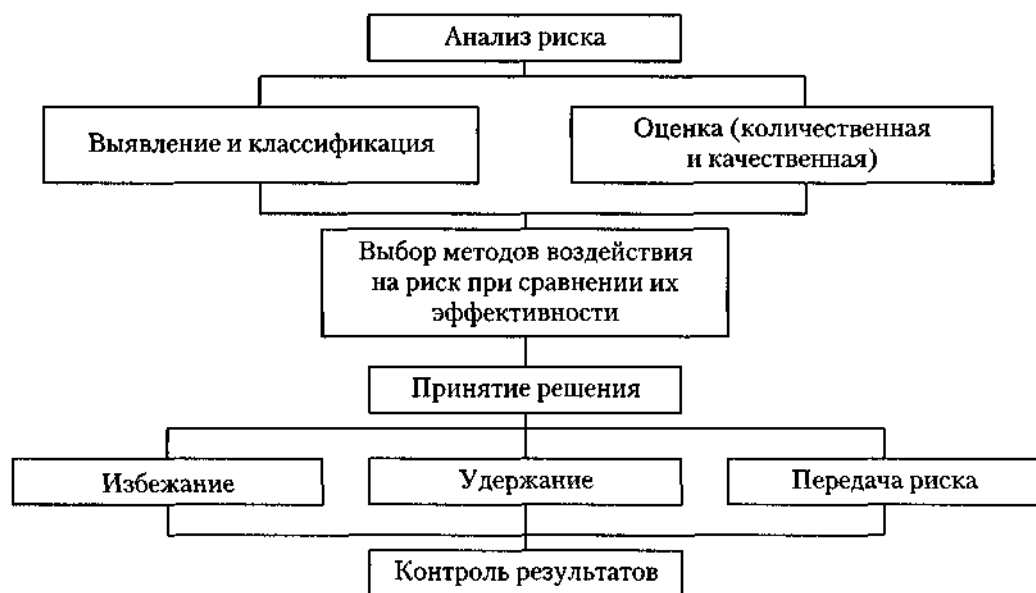 Анализ риска
Выявление и классификация
Оценка (количественная
и качественная)
Выбор методов воздействия
на риск при сравнении их
эффективности
Принятие решения
Избежание
Удержание
Передача риска
Контроль результатов